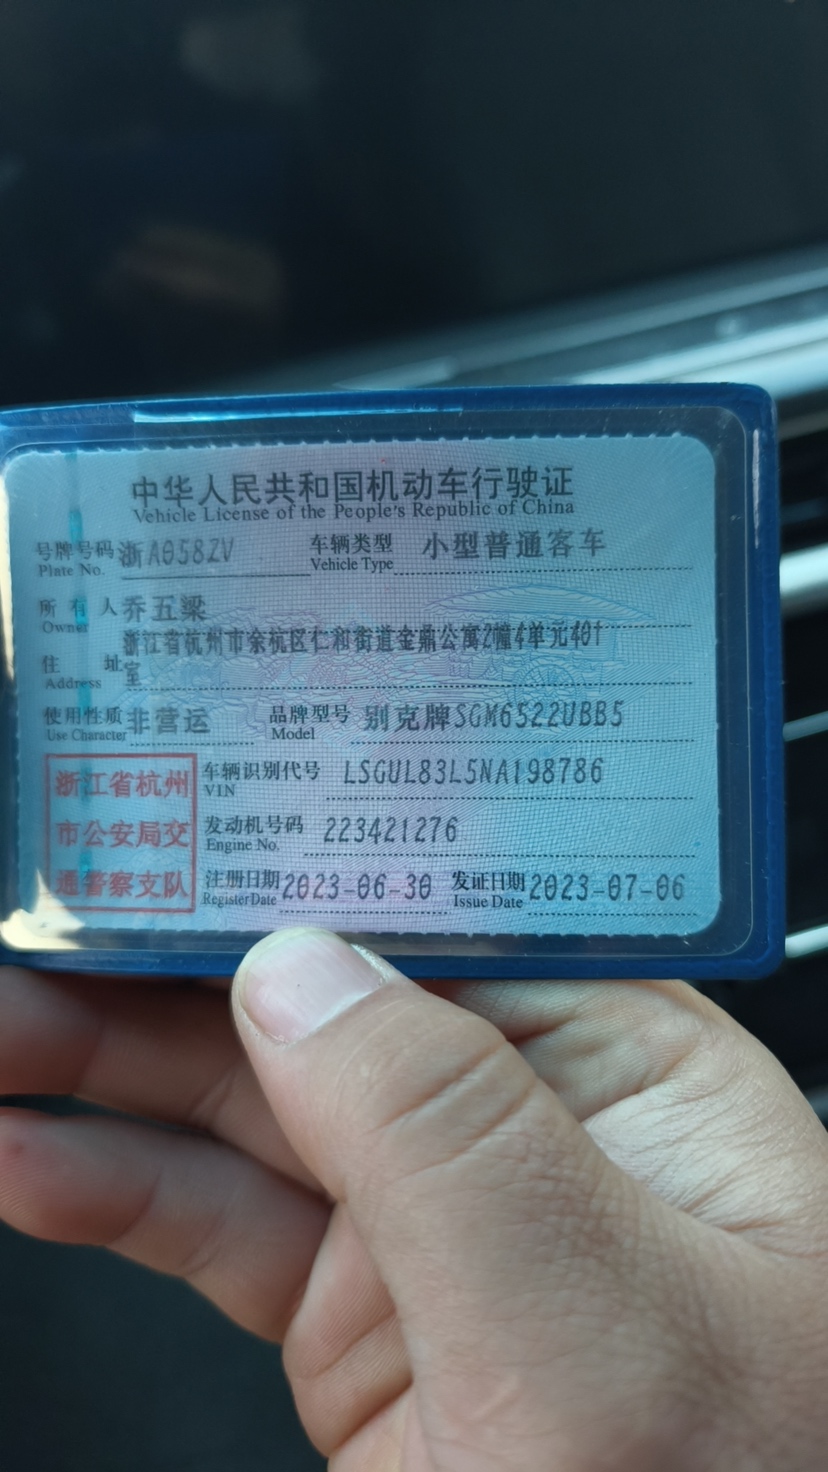 中华人民共和国机动车行驶证
Vehicle License of the People's Republic of China
号牌号码 浙A058ZV 车辆类型 小型普通客车
Plate No. Vehicle Type
所有人 乔五梁
Owner
浙江省杭州市余杭区仁和街道金鼎公寓2幢4单元401
住址 室
Address
使用性质 非营运 品牌型号 别克牌SGM6522UBB5
Use Character Model
浙江省杭州 车辆识别代号 LSGUL83L5NA198786
VIN
市公安局交 发动机号码 223421276
Engine No.
通警察支队 注册日期 2023-06-30 发证日期 2023-07-06
Register Date Issue Date